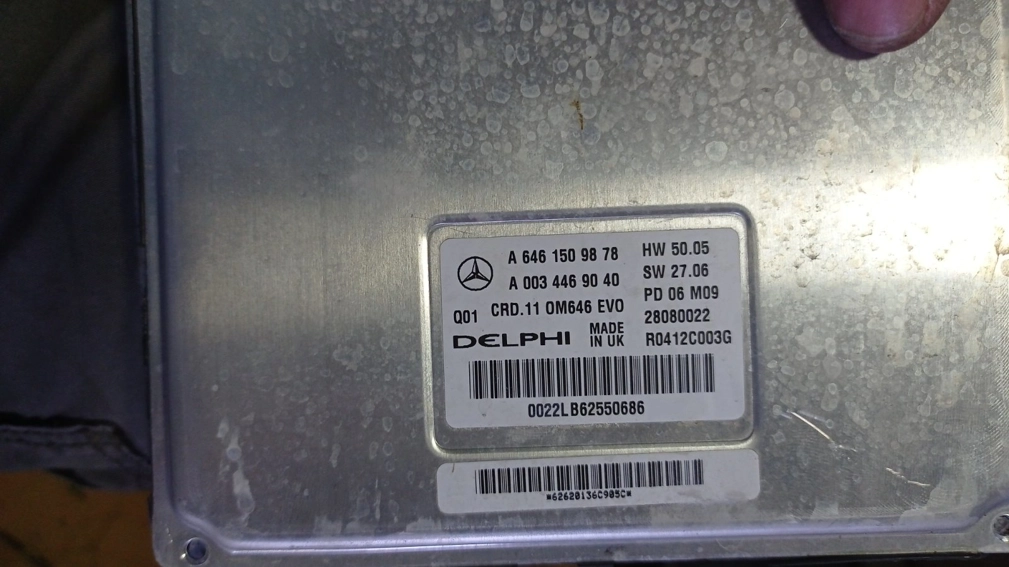 A 646 150 98 78
A 003 446 90 40
Q01 CRD.11 OM646 EVO
DELPHI MADE IN UK
HW 50.05
SW 27.06
PD 06 M09
28080022
R0412C003G
0022LB62550686
*62620136C905C*